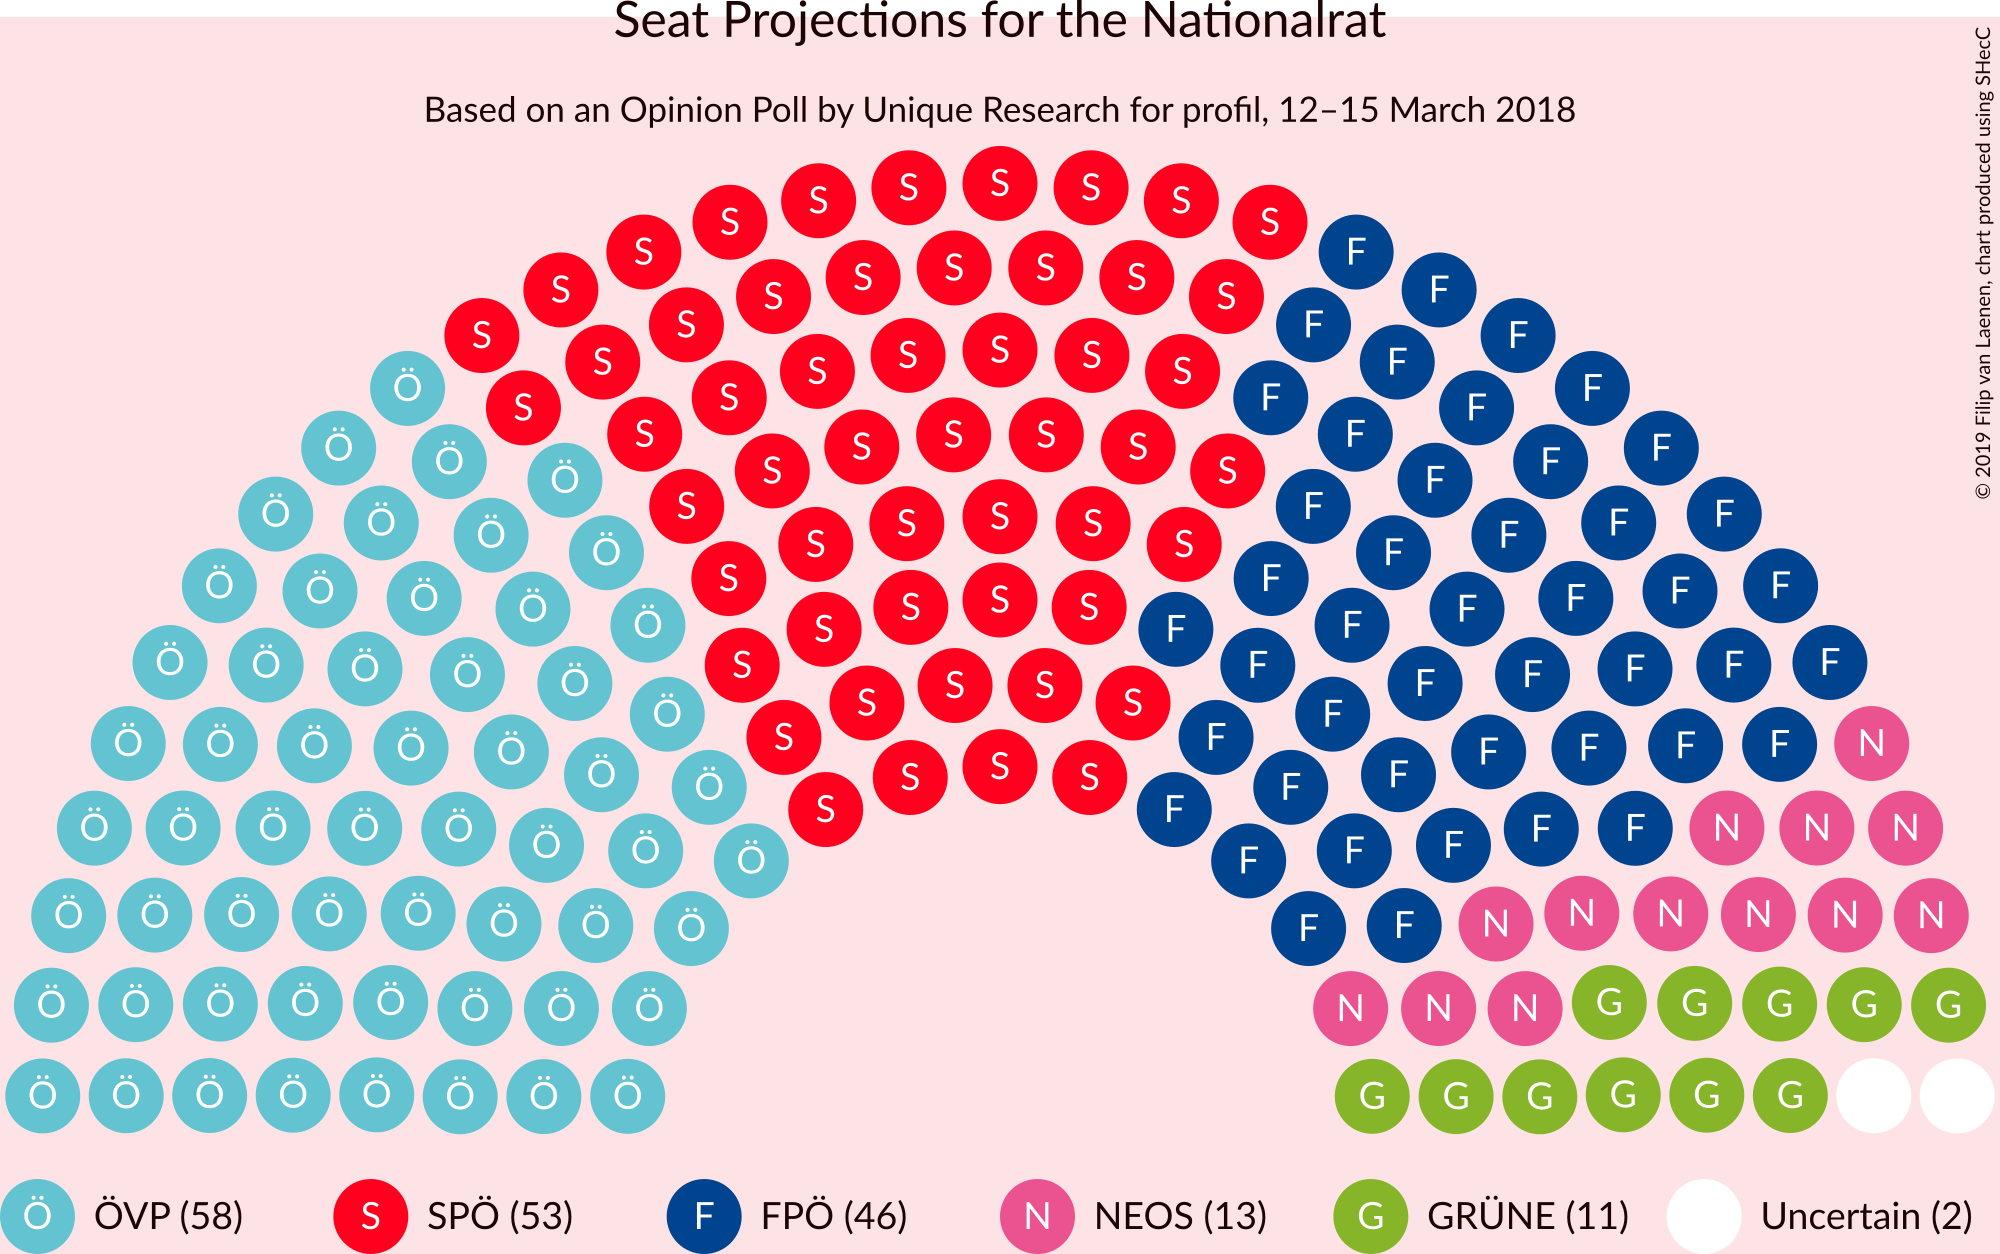 Seat Projections for the Nationalrat
Based on an Opinion Poll by Unique Research for profil, 12–15 March 2018
© 2019 Filip van Laenen, chart produced using SHecC
S S S S S S S
S S F
S S S S S S F
S S S F F
S S S S S S F F
Ö S S F F
S S S S S S F F F
Ö Ö S S F F
S S S S S S F F F
Ö Ö Ö S F F F
Ö Ö Ö S S S S S F F F F
Ö Ö Ö Ö S F F F F
Ö Ö Ö Ö Ö S S S S F F F F F
Ö Ö Ö Ö Ö Ö S S S S S F F F F F F F
Ö Ö Ö Ö Ö Ö Ö S S S S F F F F F F F N
Ö Ö Ö Ö Ö Ö Ö Ö S F F F F F F N N N
Ö Ö Ö Ö Ö Ö Ö Ö F F N N N N N N
Ö Ö Ö Ö Ö Ö Ö Ö N N N G G G G G
Ö Ö Ö Ö Ö Ö Ö Ö G G G G G G
Ö ÖVP (58) S SPÖ (53) F FPÖ (46) N NEOS (13) G GRÜNE (11) Uncertain (2)